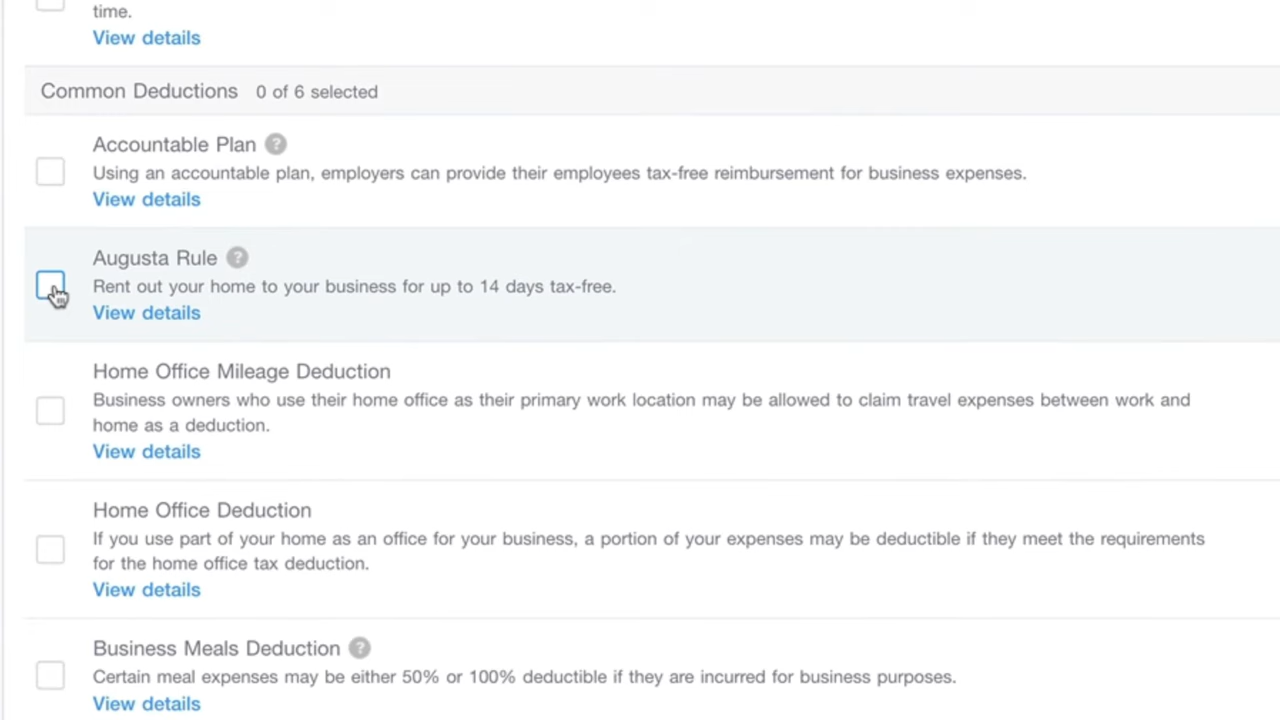 time.
View details
Common Deductions 0 of 6 selected
Accountable Plan ?
Using an accountable plan, employers can provide their employees tax-free reimbursement for business expenses.
View details
Augusta Rule ?
Rent out your home to your business for up to 14 days tax-free.
View details
Home Office Mileage Deduction
Business owners who use their home office as their primary work location may be allowed to claim travel expenses between work and
home as a deduction.
View details
Home Office Deduction
If you use part of your home as an office for your business, a portion of your expenses may be deductible if they meet the requirements
for the home office tax deduction.
View details
Business Meals Deduction ?
Certain meal expenses may be either 50% or 100% deductible if they are incurred for business purposes.
View details